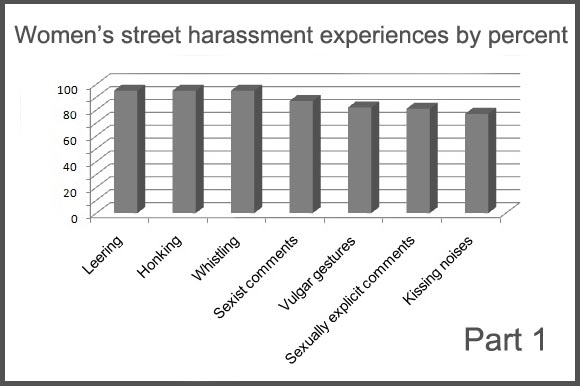 Women's street harassment experiences by percent
100
80
60
40
20
0
Leering
Honking
Whistling
Sexist comments
Vulgar gestures
Sexually explicit comments
Kissing noises
Part 1